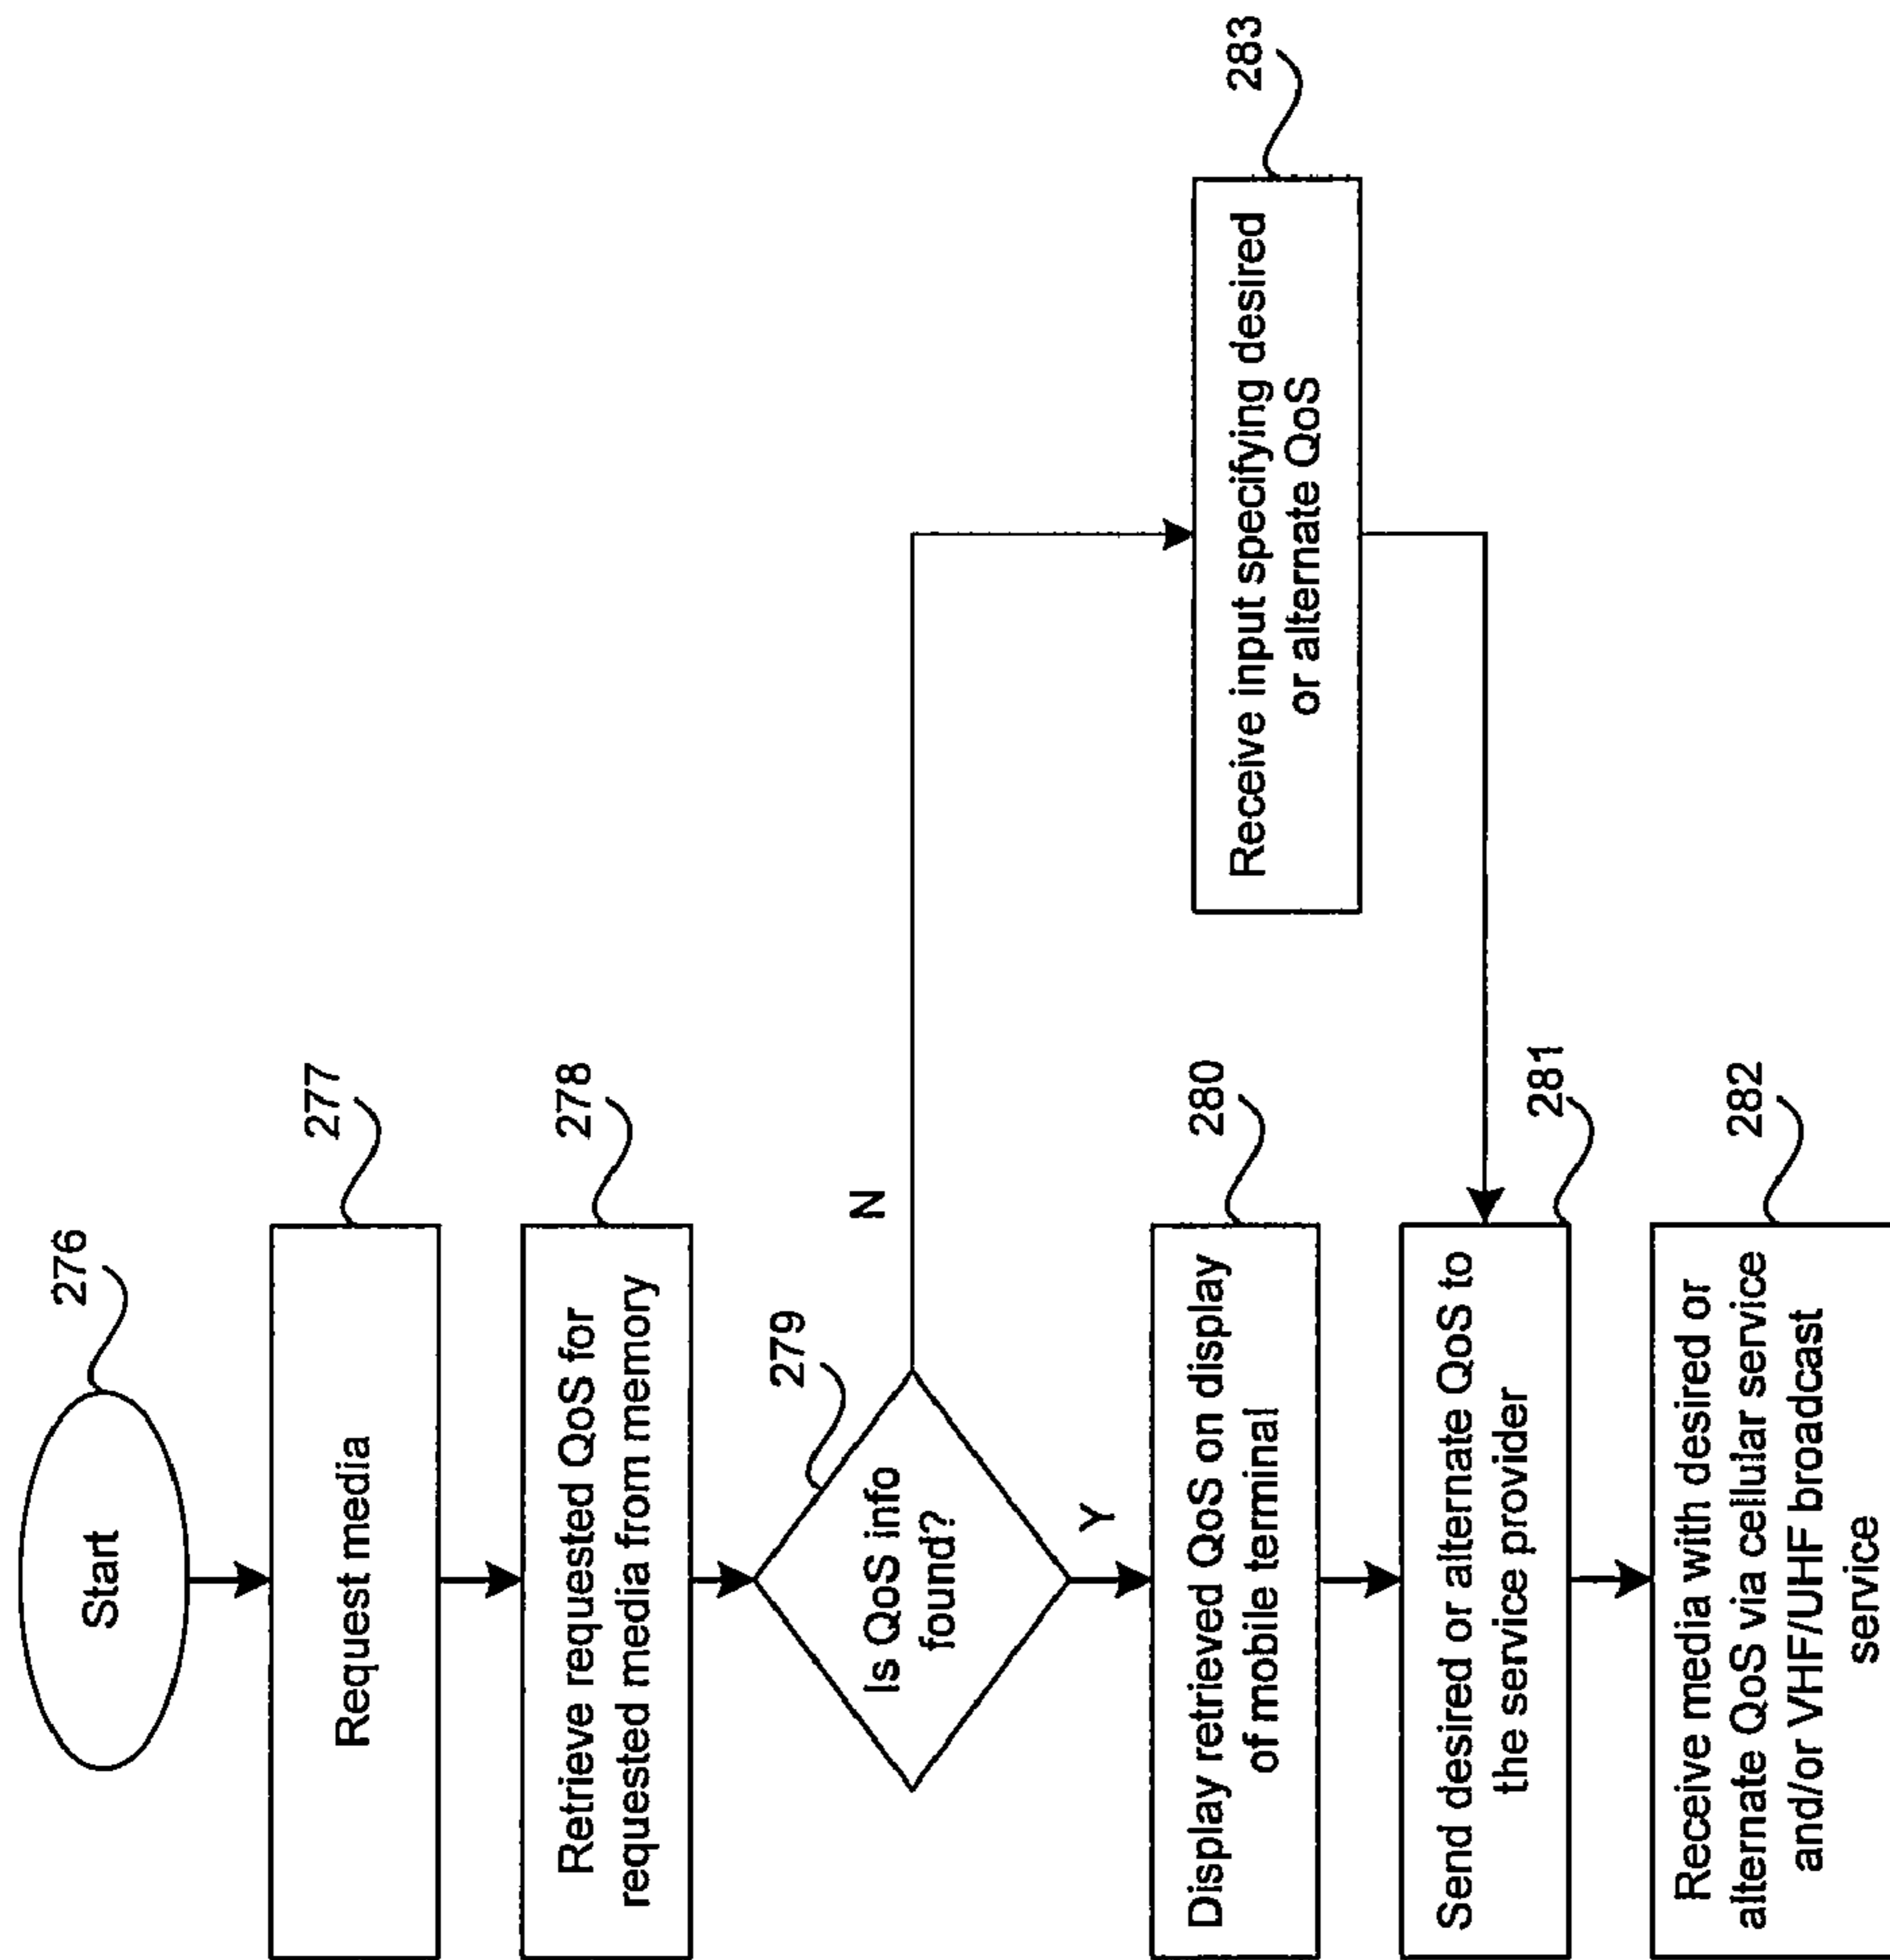 Start
276
Request media
277
Retrieve requested QoS for
requested media from memory
278
Is QoS info
found?
279
N
Y
Display retrieved QoS on display
of mobile terminal
280
Receive input specifying desired
or alternate QoS
283
Send desired or alternate QoS to
the service provider
281
Receive media with desired or
alternate QoS via cellular service
and/or VHF/UHF broadcast
service
282